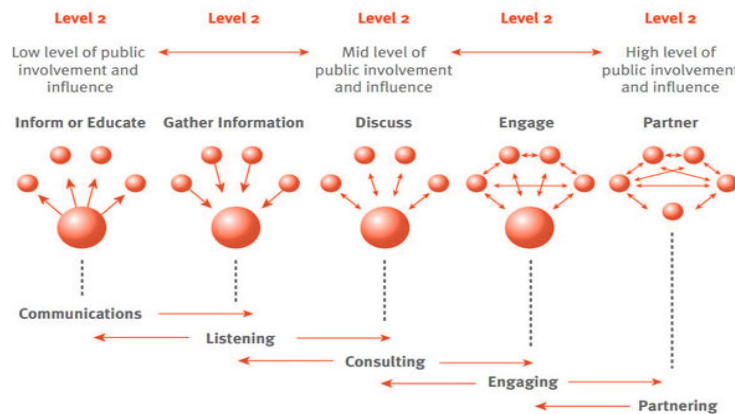 Level 2 Level 2 Level 2 Level 2 Level 2
Low level of public Mid level of High level of
involvement and public involvement public involvement
influence and influence and influence
Inform or Educate Gather Information Discuss Engage Partner
Communications
Listening
Consulting
Engaging
Partnering